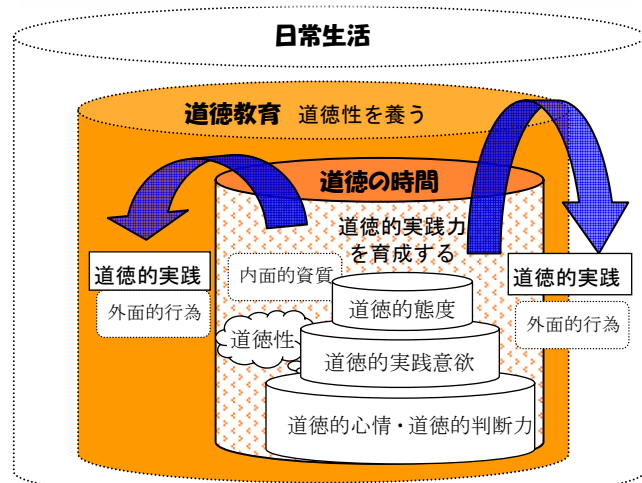 日常生活
道徳教育 道徳性を養う
道徳の時間
道徳的実践力
を育成する
道徳的実践
外面的行為
内面的資質
道徳的態度
道徳性
道徳的実践意欲
道徳的心情・道徳的判断力
道徳的実践
外面的行為